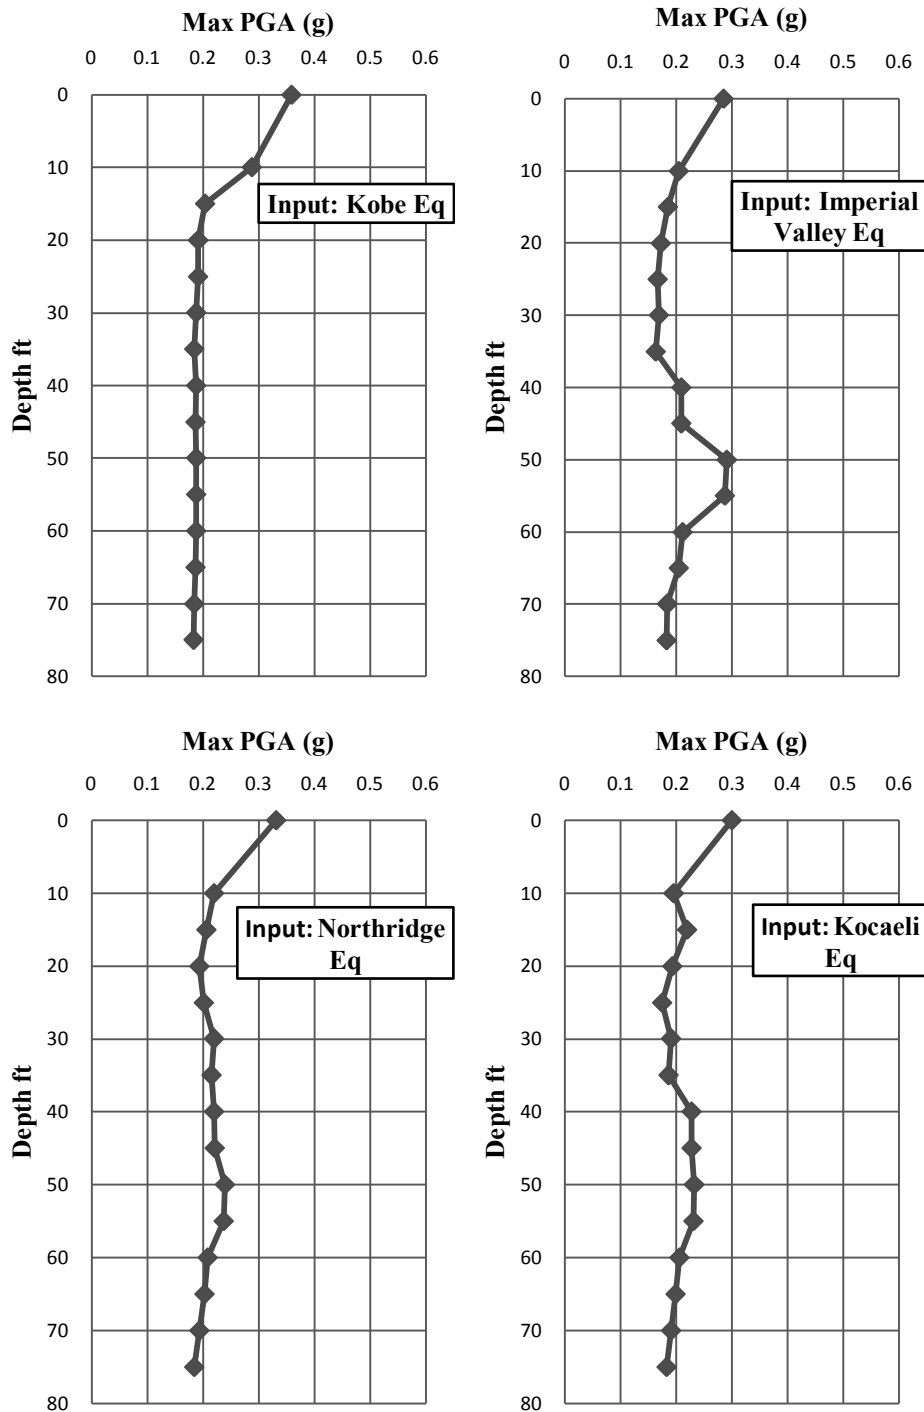 Max PGA (g)
0 0.1 0.2 0.3 0.4 0.5 0.6
0
10
20
30
40
50
60
70
80
Depth ft
Input: Kobe Eq
Max PGA (g)
0 0.1 0.2 0.3 0.4 0.5 0.6
0
10
20
30
40
50
60
70
80
Depth ft
Input: Imperial
Valley Eq
Max PGA (g)
0 0.1 0.2 0.3 0.4 0.5 0.6
0
10
20
30
40
50
60
70
80
Depth ft
Input: Northridge
Eq
Max PGA (g)
0 0.1 0.2 0.3 0.4 0.5 0.6
0
10
20
30
40
50
60
70
80
Depth ft
Input: Kocaeli
Eq